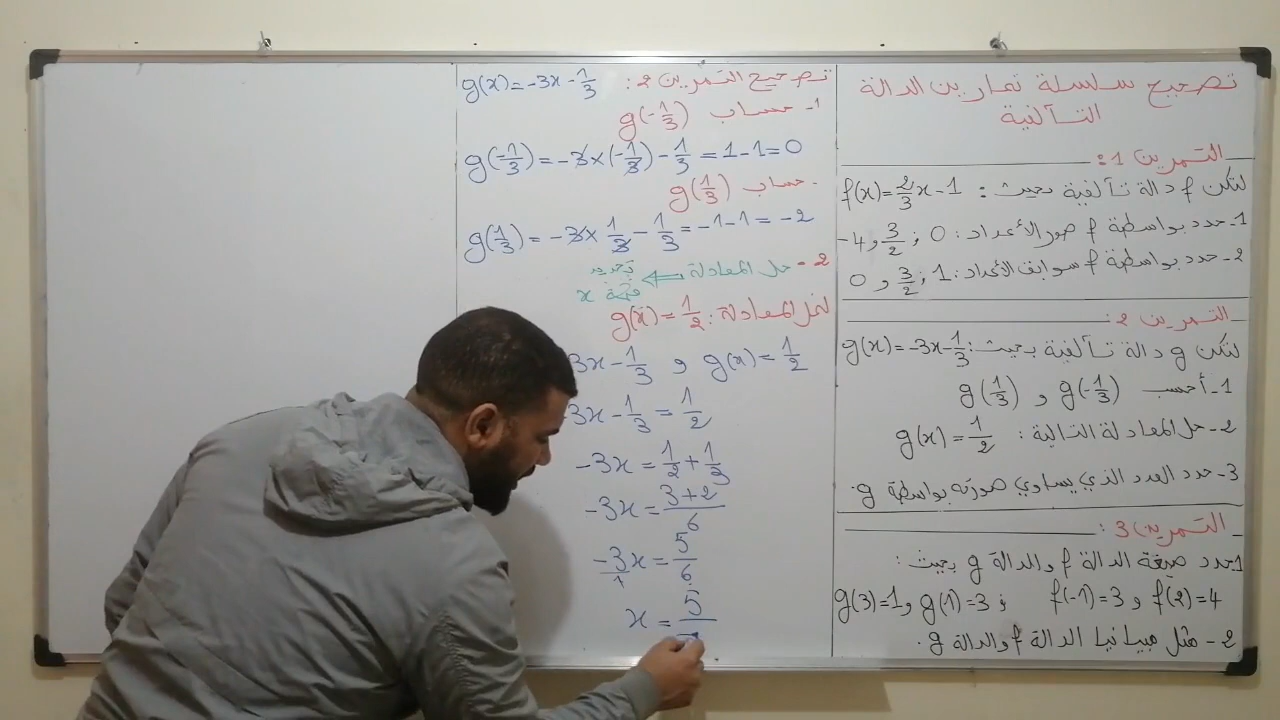 تصحيح سلسلة تمارين الدالة
التآلفية
التمرين 1:
لتكن f دالة تآلفية بحيث: f(x)=2/3x-1
1-حدد بواسطة f صور الأعداد: 0 ; 3/2 و 4-
2-حدد بواسطة f سوابق الأعداد: 1 ; 3/2 و 0
التمرين 2:
لتكن g دالة تآلفية بحيث: g(x)=-3x-1/3
1-أحسب g(-1/3) و g(1/3)
2-حل المعادلة التالية: g(x)=1/2
3-حدد العدد الذي يساوي صورته بواسطة g.
التمرين 3:
1حدد صيغة الدالة f والدالة g بحيث:
f(2)=4 و f(-1)=3 ; g(1)=3 و g(3)=1
2-مثل مبيانيا الدالة f والدالة g.
تصحيح التمرين 2: g(x)=-3x-1/3
1- حساب g(-1/3)
g(-1/3)=-3×(-1/3)-1/3=1-1=0
- حساب g(1/3)
g(1/3)=-3×1/3-1/3=-1-1=-2
2- حل المعادلة ⇐ تحديد
قيمة x
لنحل المعادلة: g(x)=1/2
3x-1/3 و g(x)=1/2
3x-1/3=1/2
-3x=1/2+1/3
-3x=3+2/6
-3/1x=5/6
x=5/